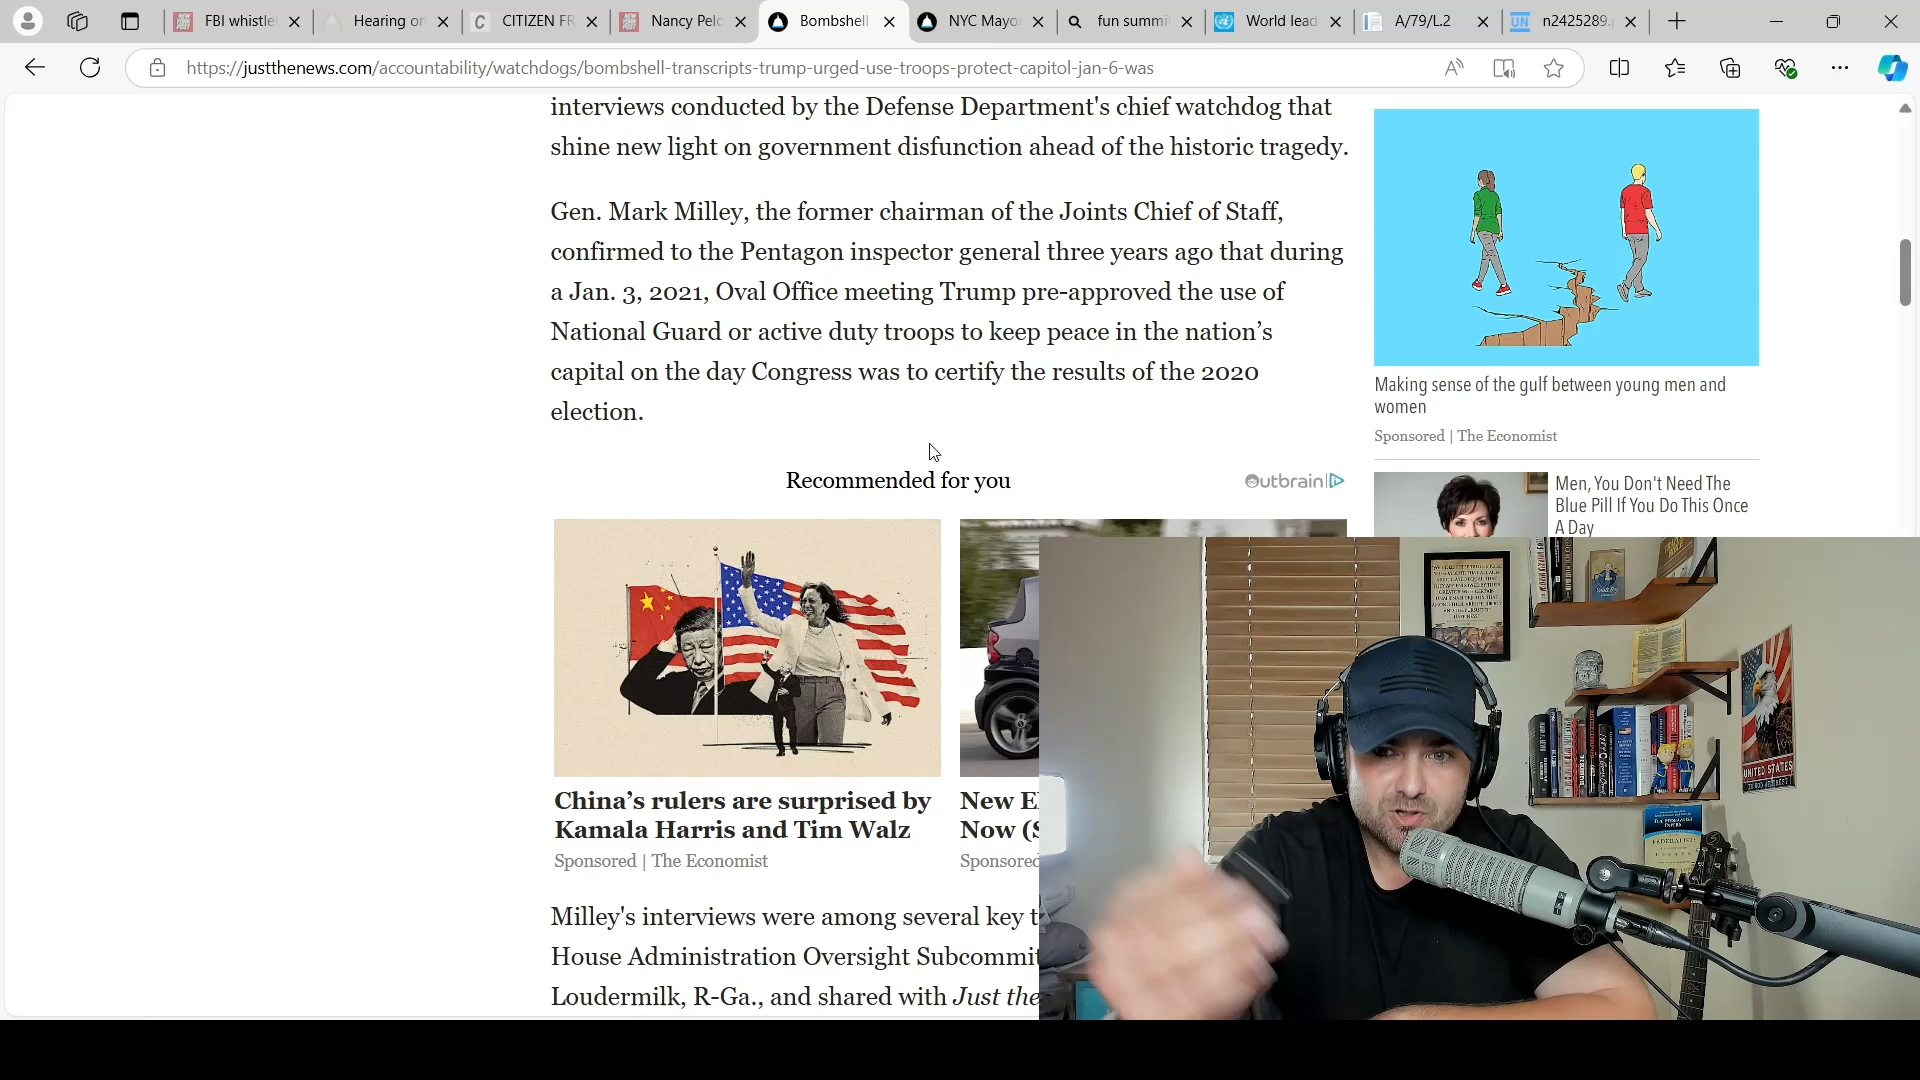 FBI whistle
Hearing on
CITIZEN FR
Nancy Pelo
Bombshell
NYC Mayo
fun summi
World lead
A/79/L.2
UN
n2425289.p
https://justthenews.com/accountability/watchdogs/bombshell-transcripts-trump-urged-use-troops-protect-capitol-jan-6-was
interviews conducted by the Defense Department's chief watchdog that
shine new light on government disfunction ahead of the historic tragedy.
Gen. Mark Milley, the former chairman of the Joints Chief of Staff,
confirmed to the Pentagon inspector general three years ago that during
a Jan. 3, 2021, Oval Office meeting Trump pre-approved the use of
National Guard or active duty troops to keep peace in the nation’s
capital on the day Congress was to certify the results of the 2020
election.
Recommended for you
Outbrain
China’s rulers are surprised by
Kamala Harris and Tim Walz
Sponsored | The Economist
New E
Now (S
Sponsored
Milley's interviews were among several key t
House Administration Oversight Subcommit
Loudermilk, R-Ga., and shared with Just the
Making sense of the gulf between young men and
women
Sponsored | The Economist
Men, You Don't Need The
Blue Pill If You Do This Once
A Day
UNITED STATES